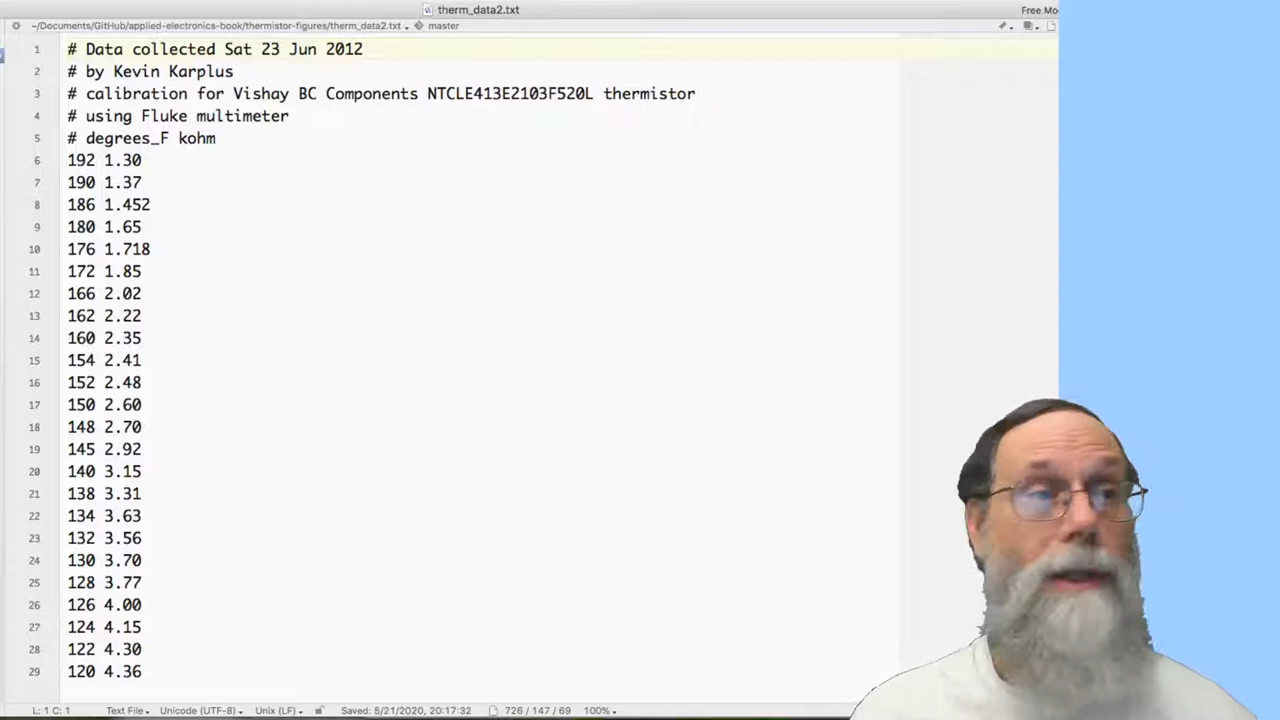 therm_data2.txt
Free Mo
~/Documents/GitHub/applied-electronics-book/thermistor-figures/therm_data2.txt master
1 # Data collected Sat 23 Jun 2012
2 # by Kevin Karplus
3 # calibration for Vishay BC Components NTCLE413E2103F520L thermistor
4 # using Fluke multimeter
5 # degrees_F kohm
6 192 1.30
7 190 1.37
8 186 1.452
9 180 1.65
10 176 1.718
11 172 1.85
12 166 2.02
13 162 2.22
14 160 2.35
15 154 2.41
16 152 2.48
17 150 2.60
18 148 2.70
19 145 2.92
20 140 3.15
21 138 3.31
22 134 3.63
23 132 3.56
24 130 3.70
25 128 3.77
26 126 4.00
27 124 4.15
28 122 4.30
29 120 4.36
L: 1 C: 1 Text File Unicode (UTF-8) Unix (LF) Saved: 5/21/2020, 20:17:32 726 / 147 / 69 100%